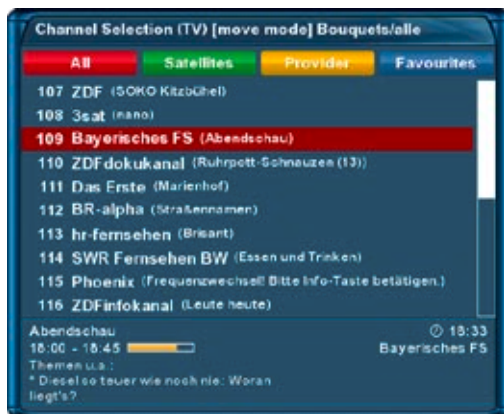 Channel Selection (TV) [move mode] Bouquets/alle
All Satellites Provider Favourites
107 ZDF (SOKO Kitzbühel)
108 3sat (nano)
109 Bayerisches FS (Abendschau)
110 ZDFdokukanal (Ruhrpott-Schnauzen (13))
111 Das Erste (Marienhof)
112 BR-alpha (Straßennamen)
113 hr-fernsehen (Brisant)
114 SWR Fernsehen BW (Essen und Trinken)
115 Phoenix (Frequenzwechsel! Bitte Info-Taste betätigen.)
116 ZDFinfokanal (Leute heute)
Abendschau 18:33
18:00 - 18:45 Bayerisches FS
Themen u.a.:
* Diesel so teuer wie noch nie: Woran
liegt's?